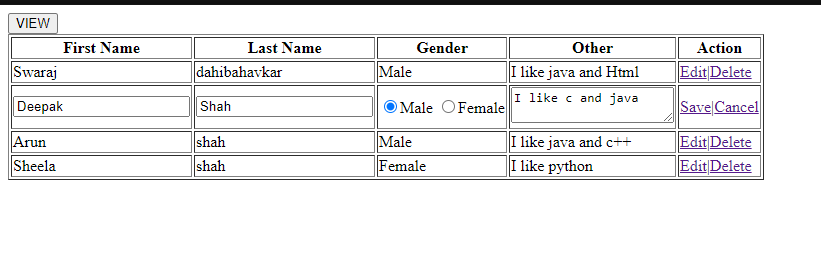 VIEW
First Name Last Name Gender Other Action
Swaraj dahibahavkar Male I like java and Html Edit|Delete
Deepak Shah Male Female I like c and java Save|Cancel
Arun shah Male I like java and c++ Edit|Delete
Sheela shah Female I like python Edit|Delete